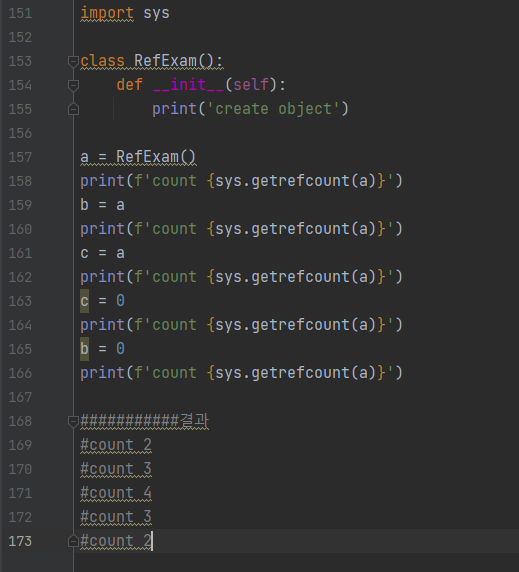 151 import sys
152
153 class RefExam():
154     def __init__(self):
155         print('create object')
156
157 a = RefExam()
158 print(f'count {sys.getrefcount(a)}')
159 b = a
160 print(f'count {sys.getrefcount(a)}')
161 c = a
162 print(f'count {sys.getrefcount(a)}')
163 c = 0
164 print(f'count {sys.getrefcount(a)}')
165 b = 0
166 print(f'count {sys.getrefcount(a)}')
167
168 ###########결과
169 #count 2
170 #count 3
171 #count 4
172 #count 3
173 #count 2